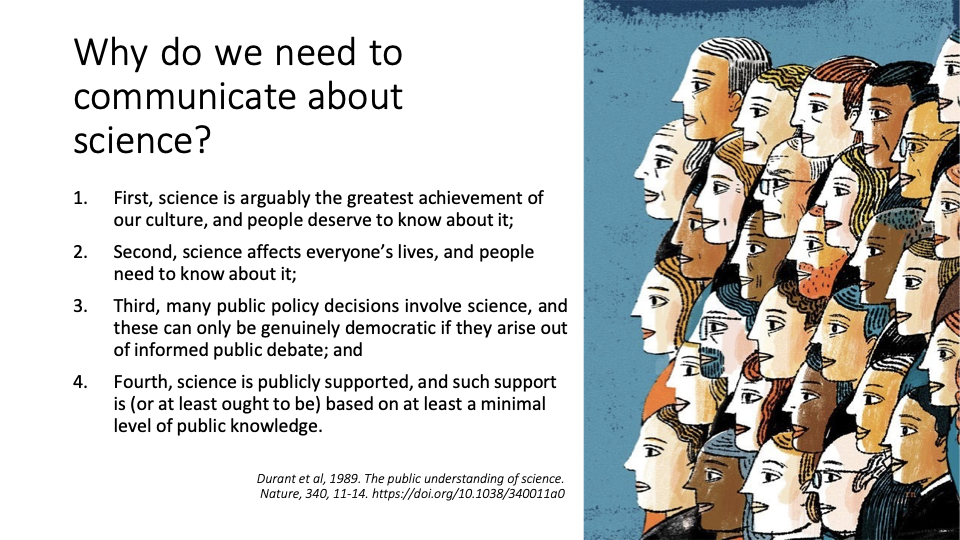 Why do we need to
communicate about
science?
1. First, science is arguably the greatest achievement of
our culture, and people deserve to know about it;
2. Second, science affects everyone’s lives, and people
need to know about it;
3. Third, many public policy decisions involve science, and
these can only be genuinely democratic if they arise out
of informed public debate; and
4. Fourth, science is publicly supported, and such support
is (or at least ought to be) based on at least a minimal
level of public knowledge.
Durant et al, 1989. The public understanding of science.
Nature, 340, 11-14. https://doi.org/10.1038/340011a0